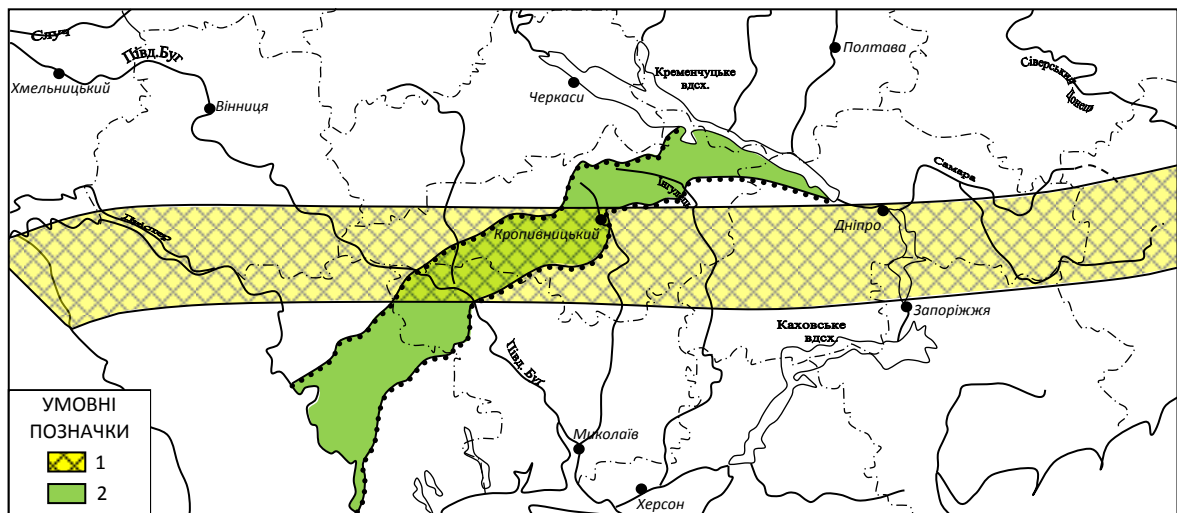 Случ
Півд.Буг
Хмельницький
Вінниця
Черкаси
Кременчуцьке
вдсх.
Полтава
Сіверський
Донець
Самара
Інгулець
Дністер
Кропивницький
Дніпро
Запоріжжя
Каховське
вдсх.
Півд. Буг
Миколаїв
Херсон
УМОВНІ
ПОЗНАЧКИ
1
2